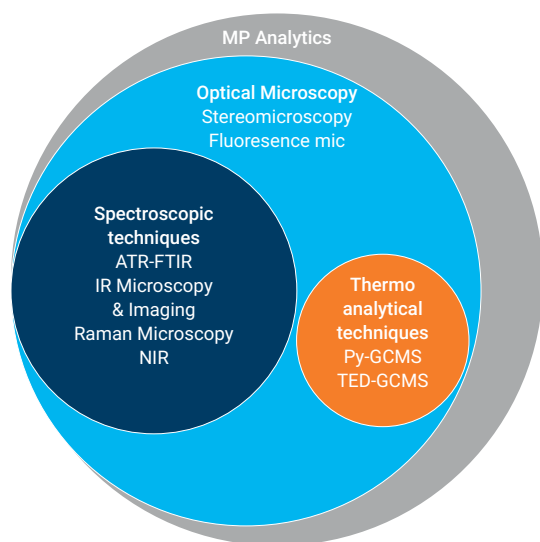 MP Analytics
Optical Microscopy
Stereomicroscopy
Fluoresence mic
Spectroscopic
techniques
ATR-FTIR
IR Microscopy
& Imaging
Raman Microscopy
NIR
Thermo
analytical
techniques
Py-GCMS
TED-GCMS